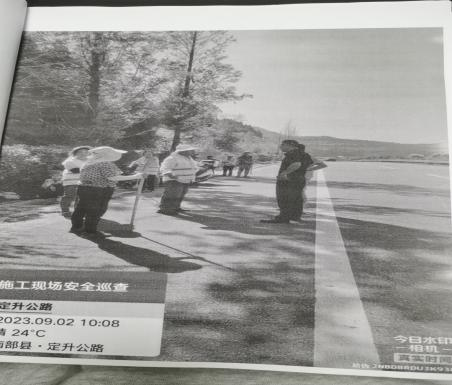 施工现场安全巡查
定升公路
2023.09.02 10:08
晴 24°C
南部县·定升公路
今日水印
相机
真实时间